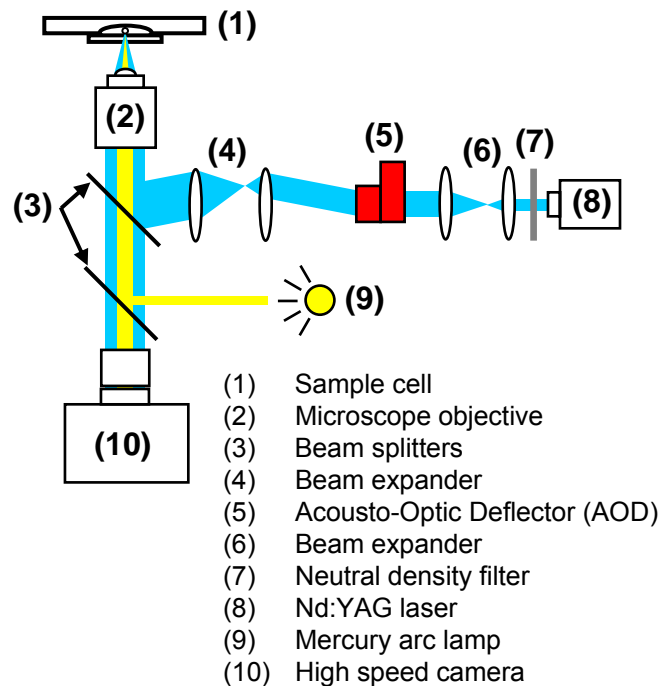 (1)
(2)
(5)
(7)
(4)
(6)
(3)
(8)
(9)
(10)
(1) Sample cell
(2) Microscope objective
(3) Beam splitters
(4) Beam expander
(5) Acousto-Optic Deflector (AOD)
(6) Beam expander
(7) Neutral density filter
(8) Nd:YAG laser
(9) Mercury arc lamp
(10) High speed camera